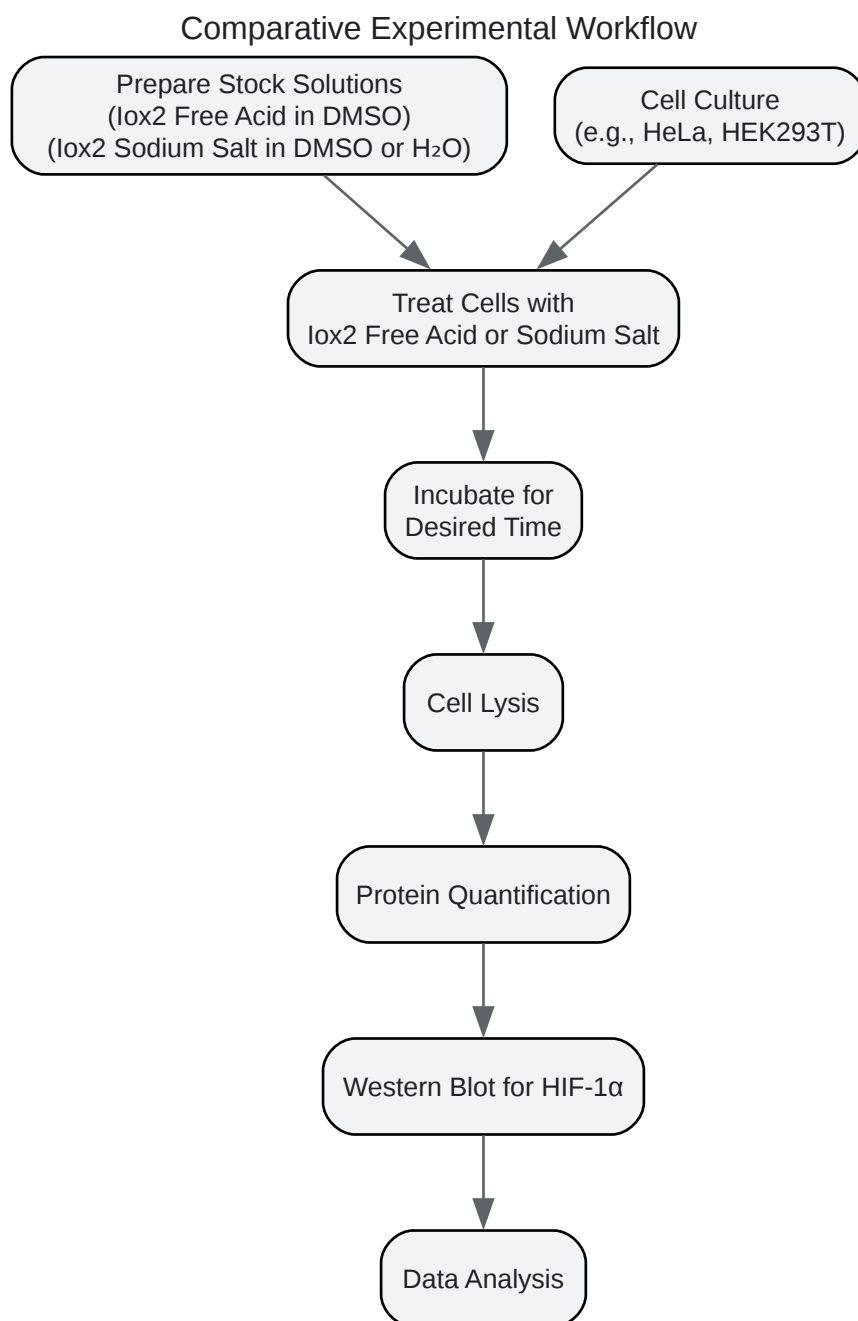 Comparative Experimental Workflow
Prepare Stock Solutions
(Iox2 Free Acid in DMSO)
(Iox2 Sodium Salt in DMSO or H₂O)
Cell Culture
(e.g., HeLa, HEK293T)
Treat Cells with
Iox2 Free Acid or Sodium Salt
Incubate for
Desired Time
Cell Lysis
Protein Quantification
Western Blot for HIF-1α
Data Analysis